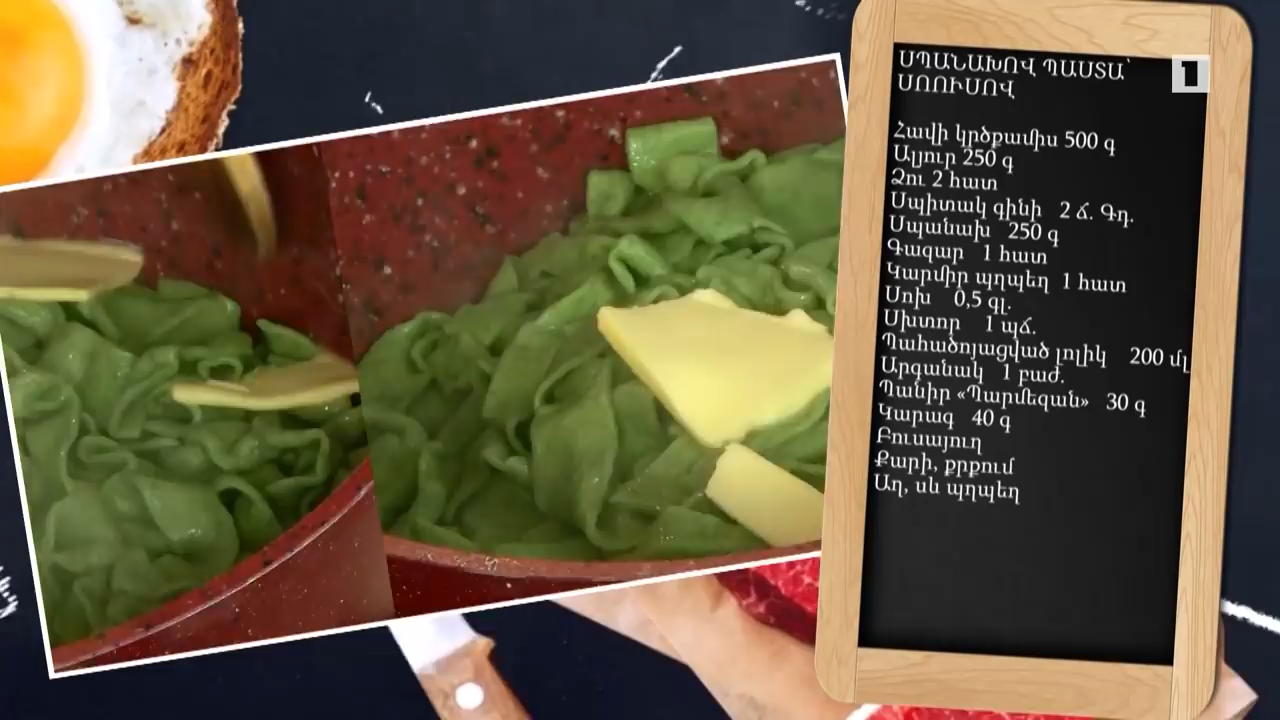 ՍՊԱՆԱԽՈՎ ՊԱՍՏԱ՝
ՍՈՈՒՍՈՎ
1
Հավի կրծքամիս 500 գ
Ալյուր 250 գ
Ձու 2 հատ
Սպիտակ գինի 2 ճ. Գդ.
Սպանախ 250 գ
Գազար 1 հատ
Կարմիր պղպեղ 1 հատ
Սոխ 0,5 գլ.
Սխտոր 1 պճ.
Պահածոյացված լոլիկ 200 մլ
Արգանակ 1 բաժ.
Պանիր «Պարմեզան» 30 գ
Կարագ 40 գ
Բուսայուղ
Քարի, քրքում
Աղ, սև պղպեղ